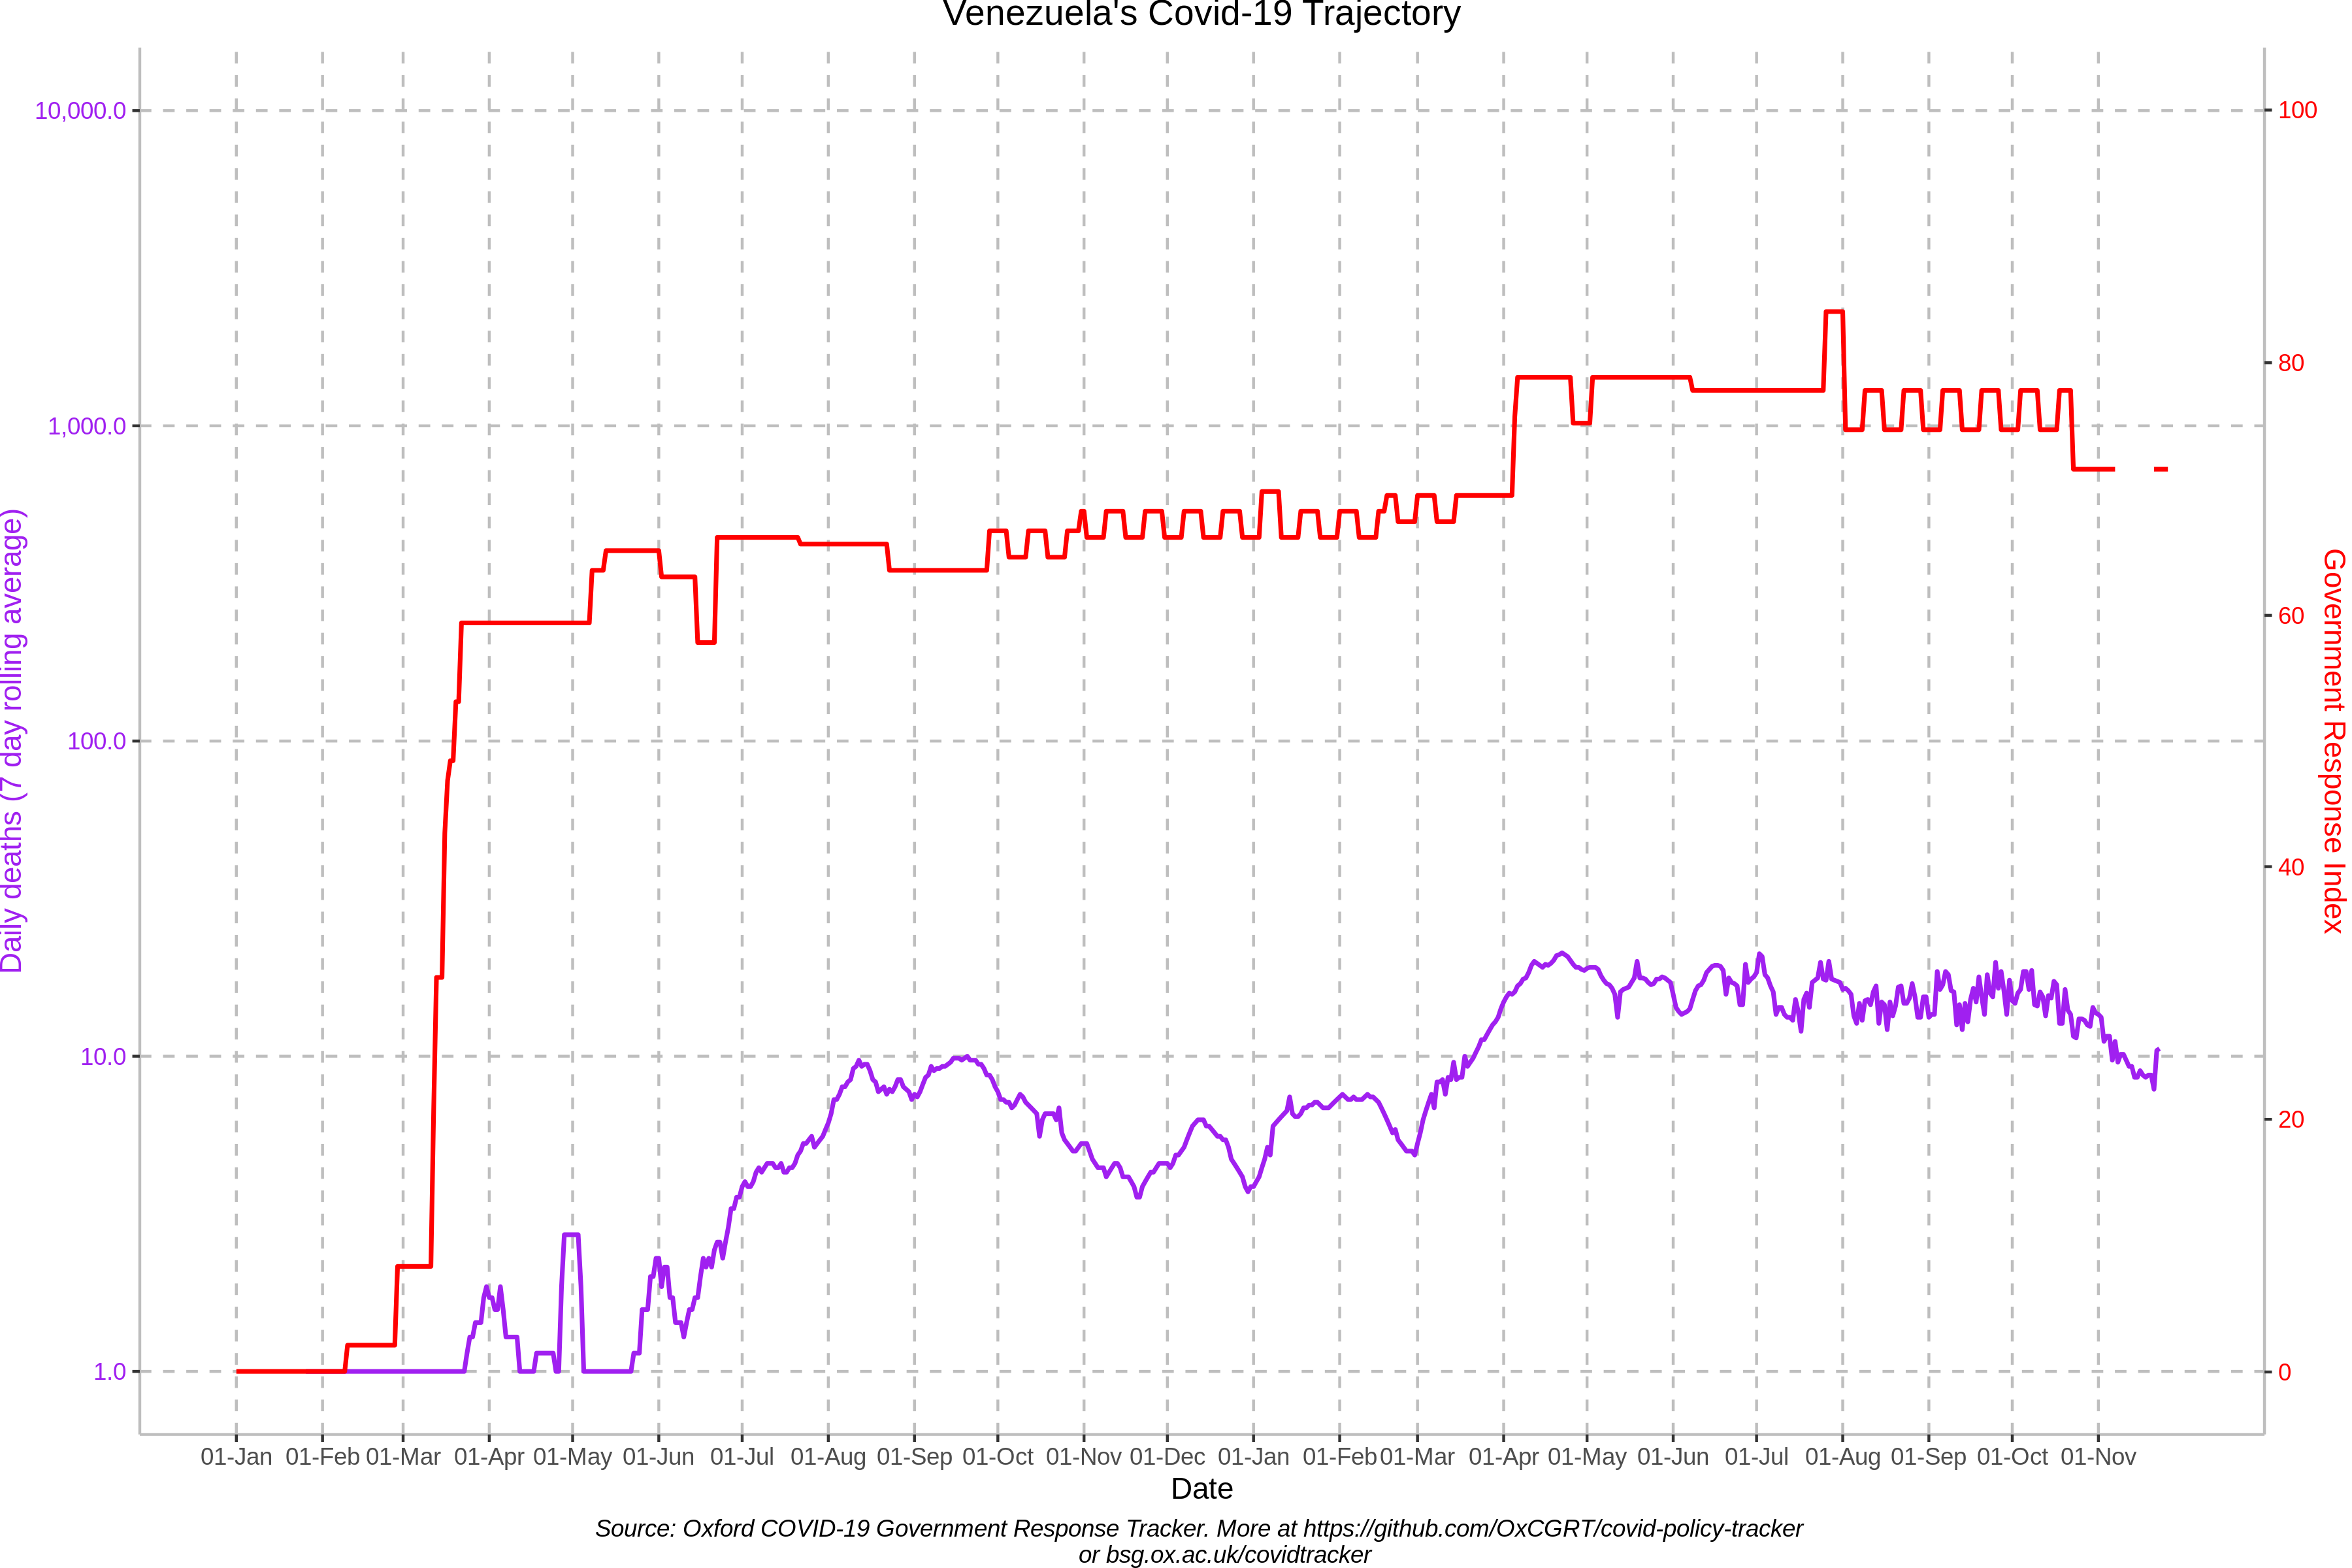 Venezuela's Covid-19 Trajectory
10,000.0
1,000.0
100.0
10.0
1.0
Daily deaths (7 day rolling average)
100
80
60
40
20
0
Government Response Index
01-Jan 01-Feb 01-Mar 01-Apr 01-May 01-Jun 01-Jul 01-Aug 01-Sep 01-Oct 01-Nov 01-Dec 01-Jan 01-Feb 01-Mar 01-Apr 01-May 01-Jun 01-Jul 01-Aug 01-Sep 01-Oct 01-Nov
Date
Source: Oxford COVID-19 Government Response Tracker. More at https://github.com/OxCGRT/covid-policy-tracker
or bsg.ox.ac.uk/covidtracker